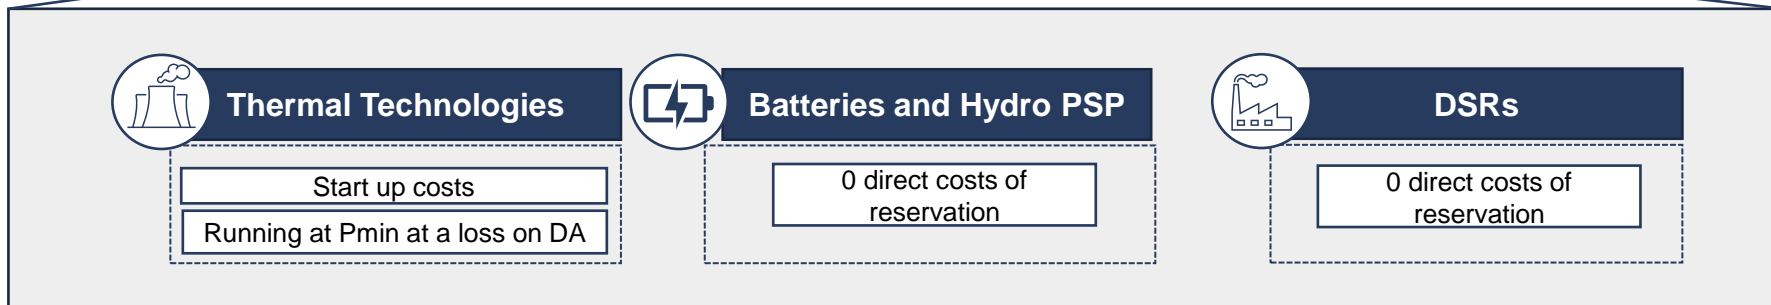 Thermal Technologies
Start up costs
Running at Pmin at a loss on DA
Batteries and Hydro PSP
0 direct costs of
reservation
DSRs
0 direct costs of
reservation